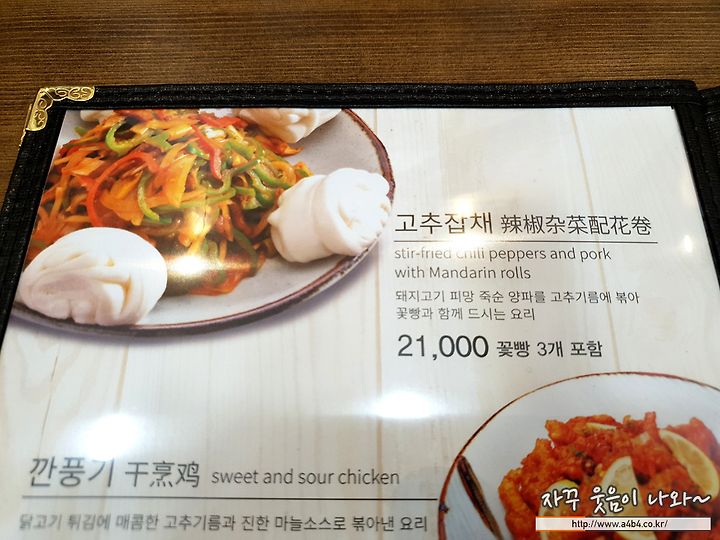 고추잡채 辣椒杂菜配花卷
stir-fried chili peppers and pork
with Mandarin rolls
돼지고기 피망 죽순 양파를 고추기름에 볶아
꽃빵과 함께 드시는 요리
21,000 꽃빵 3개 포함
깐풍기 干烹鸡 sweet and sour chicken
닭고기 튀김에 매콤한 고추기름과 진한 마늘소스로 볶아낸 요리
자꾸 웃음이 나와~
http://www.a4b4.co.kr/